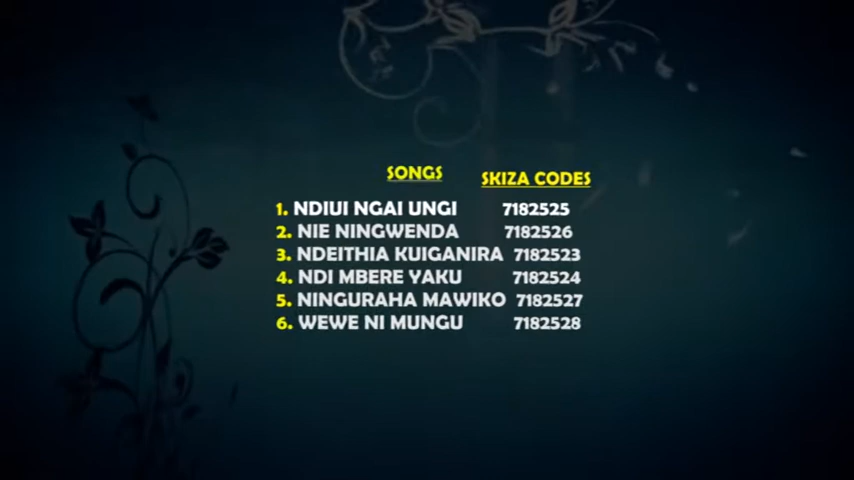 SONGS SKIZA CODES
1. NDIUI NGAI UNGI 7182525
2. NIE NINGWENDA 7182526
3. NDEITHIA KUIGANIRA 7182523
4. NDI MBERE YAKU 7182524
5. NINGURAHA MAWIKO 7182527
6. WEWE NI MUNGU 7182528